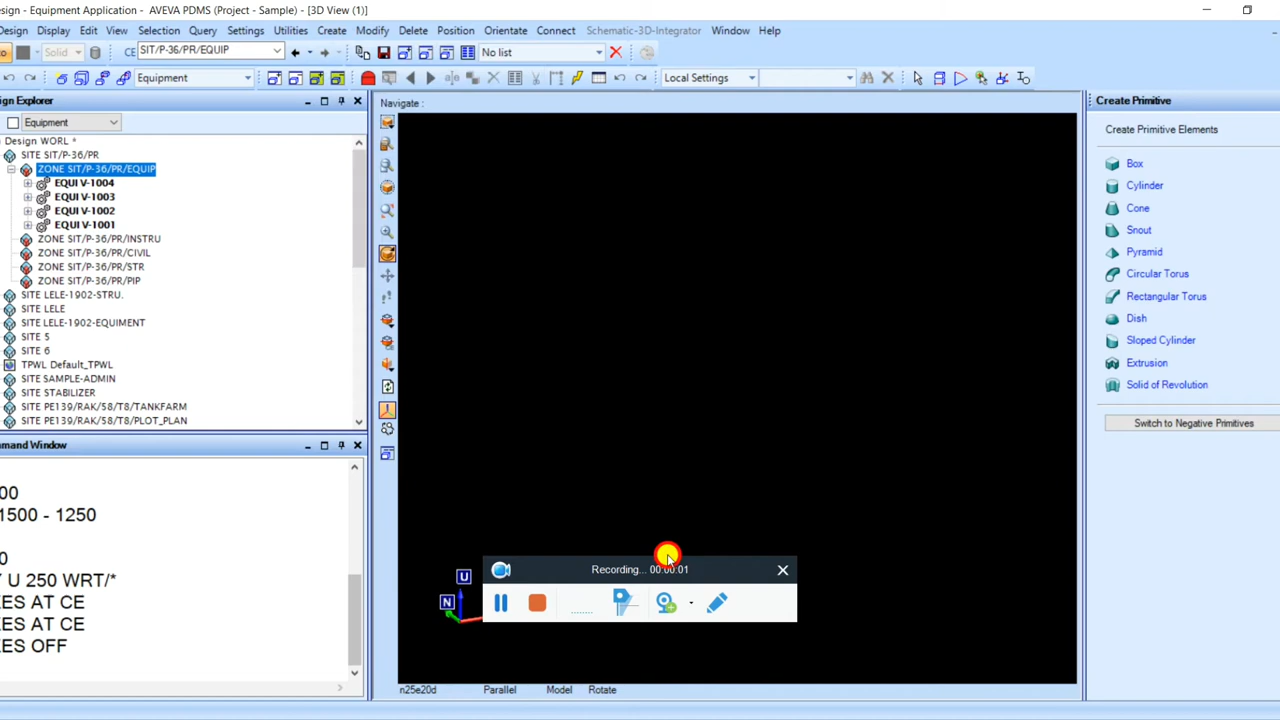 esign - Equipment Application - AVEVA PDMS (Project - Sample) - [3D View (1)]
Design Display Edit View Selection Query Settings Utilities Create Modify Delete Position Orientate Connect Schematic-3D-Integrator Window Help
Solid CE SIT/P-36/PR/EQUIP No list
Equipment Local Settings
ign Explorer
Equipment
Design WORL *
SITE SIT/P-36/PR
ZONE SIT/P-36/PR/EQUIP
EQUI V-1004
EQUI V-1003
EQUI V-1002
EQUI V-1001
ZONE SIT/P-36/PR/INSTRU
ZONE SIT/P-36/PR/CIVIL
ZONE SIT/P-36/PR/STR
ZONE SIT/P-36/PR/PIP
SITE LELE-1902-STRU.
SITE LELE
SITE LELE-1902-EQUIMENT
SITE 5
SITE 6
TPWL Default_TPWL
SITE SAMPLE-ADMIN
SITE STABILIZER
SITE PE139/RAK/58/T8/TANKFARM
SITE PE139/RAK/58/T8/PLOT_PLAN
mmand Window
00
1500 - 1250
0
Y U 250 WRT/*
KES AT CE
KES AT CE
KES OFF
Navigate :
U
N
Recording... 00:00:01
n25e20d Parallel Model Rotate
Create Primitive
Create Primitive Elements
Box
Cylinder
Cone
Snout
Pyramid
Circular Torus
Rectangular Torus
Dish
Sloped Cylinder
Extrusion
Solid of Revolution
Switch to Negative Primitives